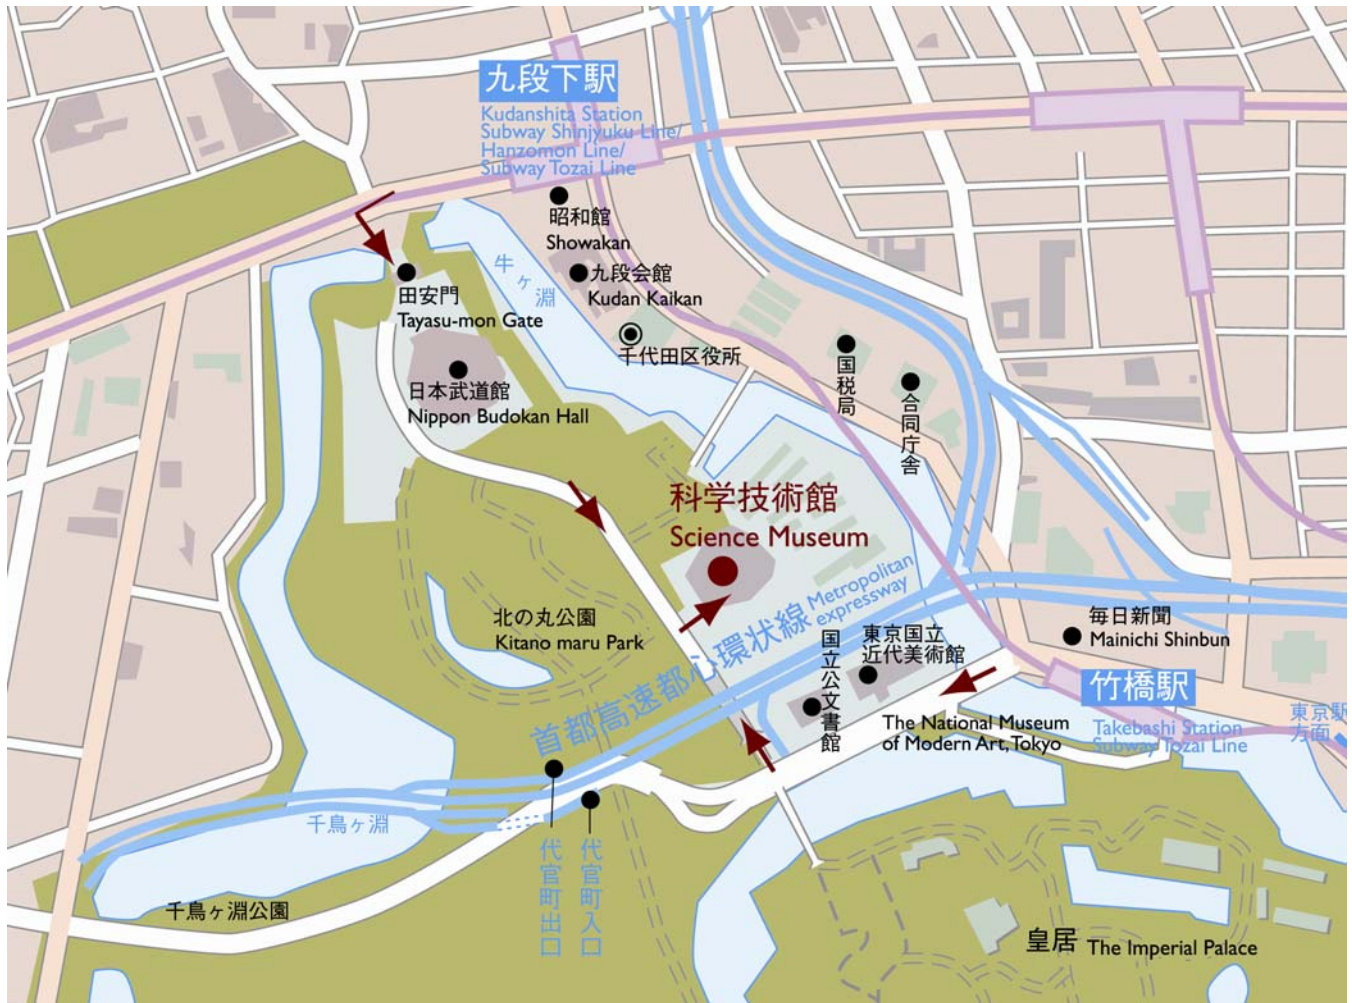 九段下駅
Kudanshita Station
Subway Shinjyuku Line/
Hanzomon Line/
Subway Tozai Line
昭和館
Showakan
牛ヶ淵
九段会館
Kudan Kaikan
田安門
Tayasu-mon Gate
千代田区役所
国税局
合同庁舎
日本武道館
Nippon Budokan Hall
科学技術館
Science Museum
北の丸公園
Kitano maru Park
首都高速都心環状線
Metropolitan
expressway
国立公文書館
東京国立
近代美術館
The National Museum
of Modern Art, Tokyo
毎日新聞
Mainichi Shinbun
竹橋駅
Takebashi Station
Subway Tozai Line
東京駅
方面
千鳥ヶ淵
代官町出口
代官町入口
千鳥ヶ淵公園
皇居 The Imperial Palace